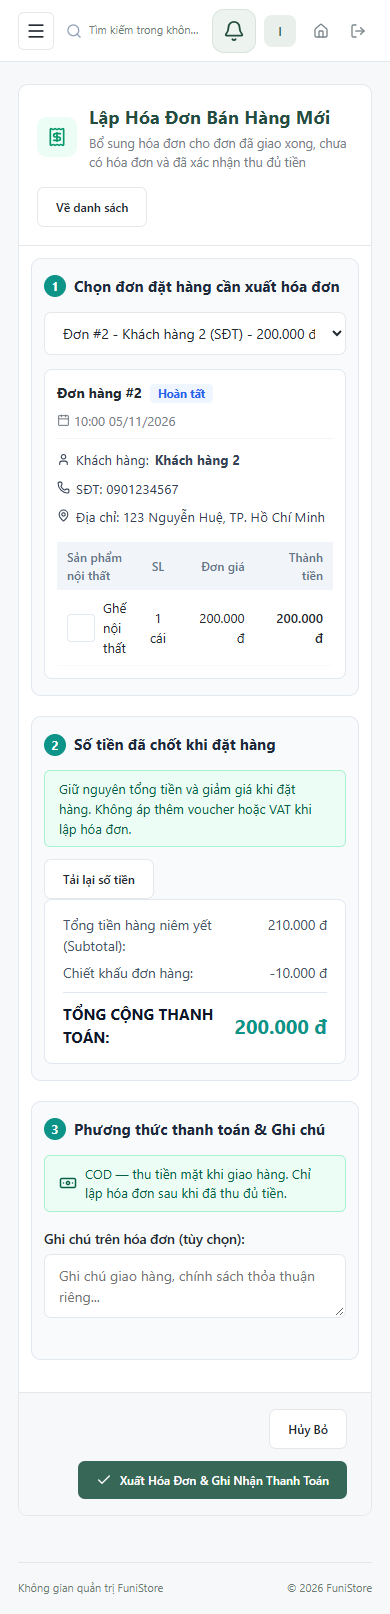 Tìm kiếm trong khôn...
I
Lập Hóa Đơn Bán Hàng Mới
Bổ sung hóa đơn cho đơn đã giao xong, chưa
có hóa đơn và đã xác nhận thu đủ tiền
Về danh sách
1 Chọn đơn đặt hàng cần xuất hóa đơn
Đơn #2 - Khách hàng 2 (SĐT) - 200.000 đ
Đơn hàng #2 Hoàn tất
10:00 05/11/2026
Khách hàng: Khách hàng 2
SĐT: 0901234567
Địa chỉ: 123 Nguyễn Huệ, TP. Hồ Chí Minh
Sản phẩm
nội thất
SL
Đơn giá
Thành
tiền
Ghế
nội
thất
1
cái
200.000
đ
200.000
đ
2 Số tiền đã chốt khi đặt hàng
Giữ nguyên tổng tiền và giảm giá khi đặt
hàng. Không áp thêm voucher hoặc VAT khi
lập hóa đơn.
Tải lại số tiền
Tổng tiền hàng niêm yết
(Subtotal):
210.000 đ
Chiết khấu đơn hàng: -10.000 đ
TỔNG CỘNG THANH
TOÁN:
200.000 đ
3 Phương thức thanh toán & Ghi chú
COD — thu tiền mặt khi giao hàng. Chỉ
lập hóa đơn sau khi đã thu đủ tiền.
Ghi chú trên hóa đơn (tùy chọn):
Ghi chú giao hàng, chính sách thỏa thuận
riêng...
Hủy Bỏ
Xuất Hóa Đơn & Ghi Nhận Thanh Toán
Không gian quản trị FuniStore © 2026 FuniStore